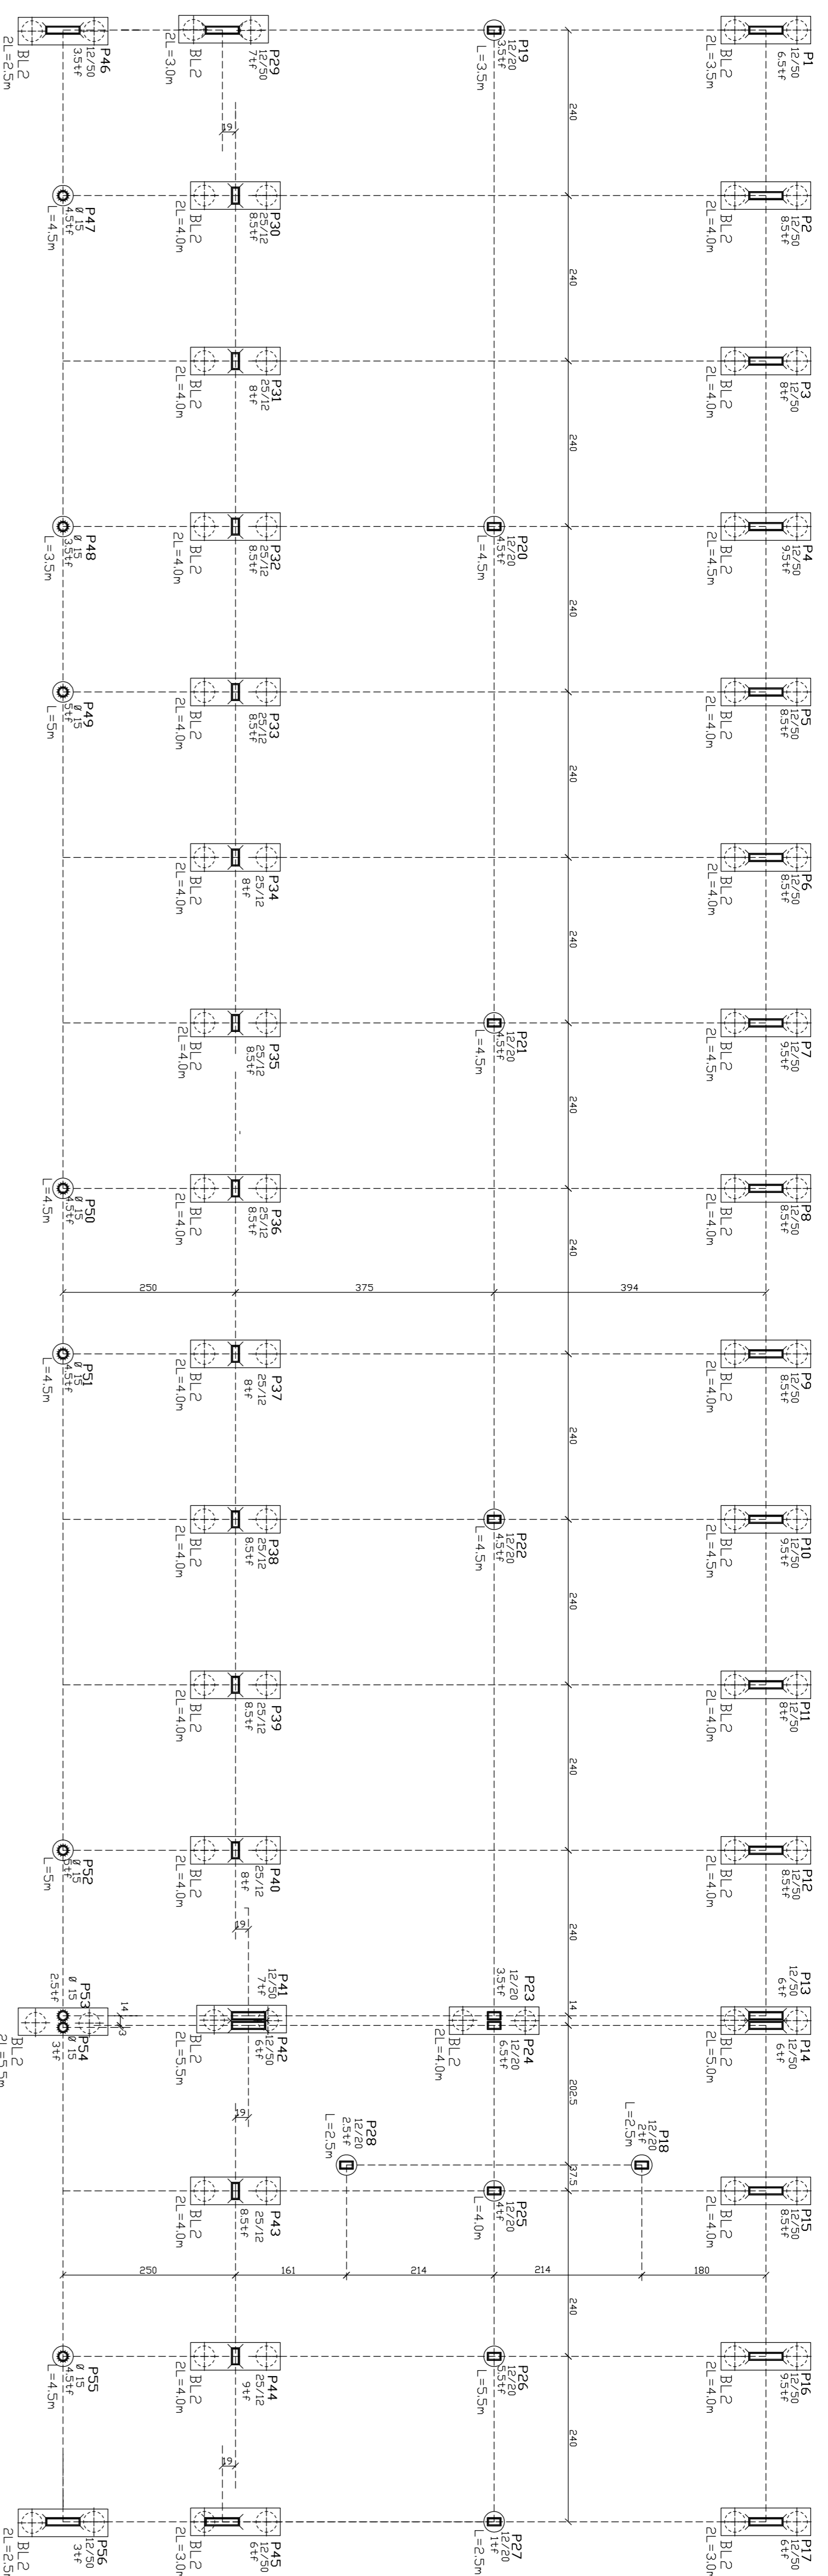 P1
12/50
6.5tf
BL2
2L=3.5m
P2
12/50
8.5tf
BL2
2L=4.0m
P3
12/50
8tf
BL2
2L=4.0m
P4
12/50
9.5tf
BL2
2L=4.5m
P5
12/50
8.5tf
BL2
2L=4.0m
P6
12/50
8.5tf
BL2
2L=4.0m
P7
12/50
9.5tf
BL2
2L=4.5m
P8
12/50
8.5tf
BL2
2L=4.0m
P9
12/50
8.5tf
BL2
2L=4.0m
P10
12/50
9.5tf
BL2
2L=4.5m
P11
12/50
8tf
BL2
2L=4.0m
P12
12/50
8.5tf
BL2
2L=4.0m
P13
12/50
6tf
P14
12/50
6tf
BL2
2L=5.0m
P15
12/50
8.5tf
BL2
2L=4.0m
P16
12/50
9.5tf
BL2
2L=4.0m
P17
12/50
6tf
BL2
2L=3.0m
P18
12/20
2tf
L=2.5m
240
240
240
240
240
240
240
240
240
240
240
240
14
202.5
37.5
240
240
P19
12/20
3.5tf
L=3.5m
P20
12/20
4.5tf
L=4.5m
P21
12/20
4.5tf
L=4.5m
P22
12/20
4.5tf
L=4.5m
P23
12/20
3.5tf
P24
12/20
6.5tf
BL2
2L=4.0m
P25
12/20
4tf
L=4.0m
P26
12/20
5.5tf
L=5.5m
P27
12/20
1tf
L=2.5m
P28
12/20
2.5tf
L=2.5m
394
375
250
180
214
214
161
250
P29
12/50
7tf
BL2
2L=3.0m
19
P30
25/12
8.5tf
BL2
2L=4.0m
P31
25/12
8tf
BL2
2L=4.0m
P32
25/12
8.5tf
BL2
2L=4.0m
P33
25/12
8.5tf
BL2
2L=4.0m
P34
25/12
8tf
BL2
2L=4.0m
P35
25/12
8.5tf
BL2
2L=4.0m
P36
25/12
8.5tf
BL2
2L=4.0m
P37
25/12
8tf
BL2
2L=4.0m
P38
25/12
8.5tf
BL2
2L=4.0m
P39
25/12
8.5tf
BL2
2L=4.0m
P40
25/12
8tf
BL2
2L=4.0m
19
P41
12/50
7tf
P42
12/50
6tf
BL2
2L=5.5m
19
P43
25/12
8.5tf
BL2
2L=4.0m
P44
25/12
9tf
BL2
2L=4.0m
19
P45
12/50
6tf
BL2
2L=3.0m
P46
12/50
3.5tf
BL2
2L=2.5m
P47
Ø 15
4.5tf
L=4.5m
P48
Ø 15
3.5tf
L=3.5m
P49
Ø 15
5tf
L=5m
P50
Ø 15
4.5tf
L=4.5m
P51
Ø 15
4.5tf
L=4.5m
P52
Ø 15
5tf
L=5m
14
3
P53
Ø 15
2.5tf
P54
Ø 15
3tf
BL2
2L=5.5m
P55
Ø 15
4.5tf
L=4.5m
P56
12/50
3tf
BL2
2L=2.5m